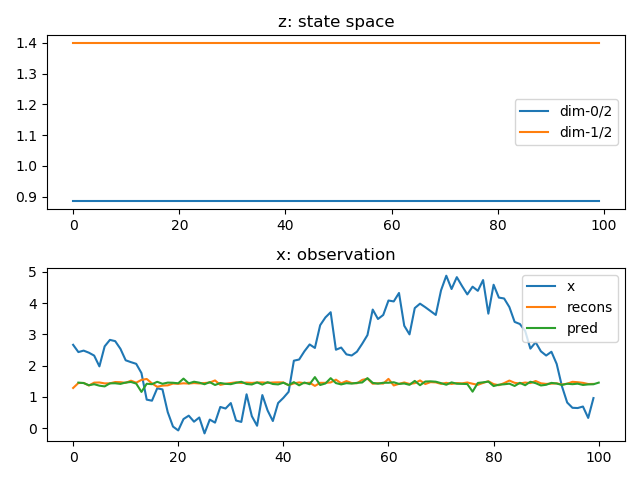 z: state space
1.4
1.3
1.2
1.1
1.0
0.9
dim-0/2
dim-1/2
0 20 40 60 80 100
x: observation
5
4
3
2
1
0
x
recons
pred
0 20 40 60 80 100